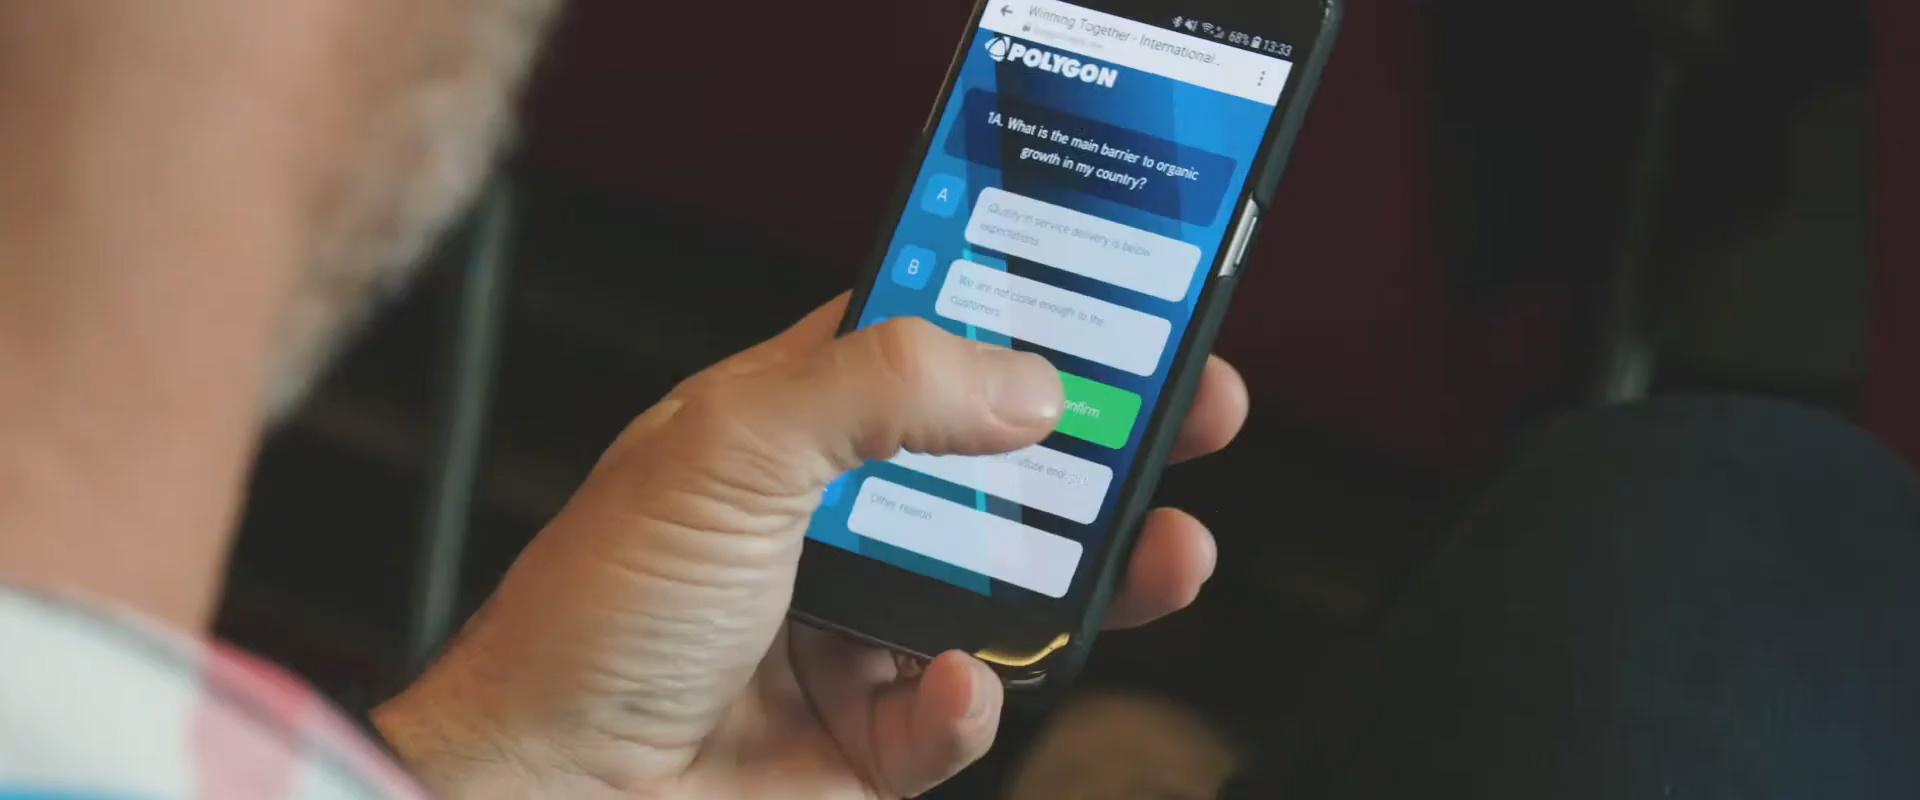 68% 13:33
Winning Together - International...
POLYGON
1A. What is the main barrier to organic
growth in my country?
A
Quality in service delivery is below
expectations
B
We are not close enough to the
customers
onfirm
enough
Other reason